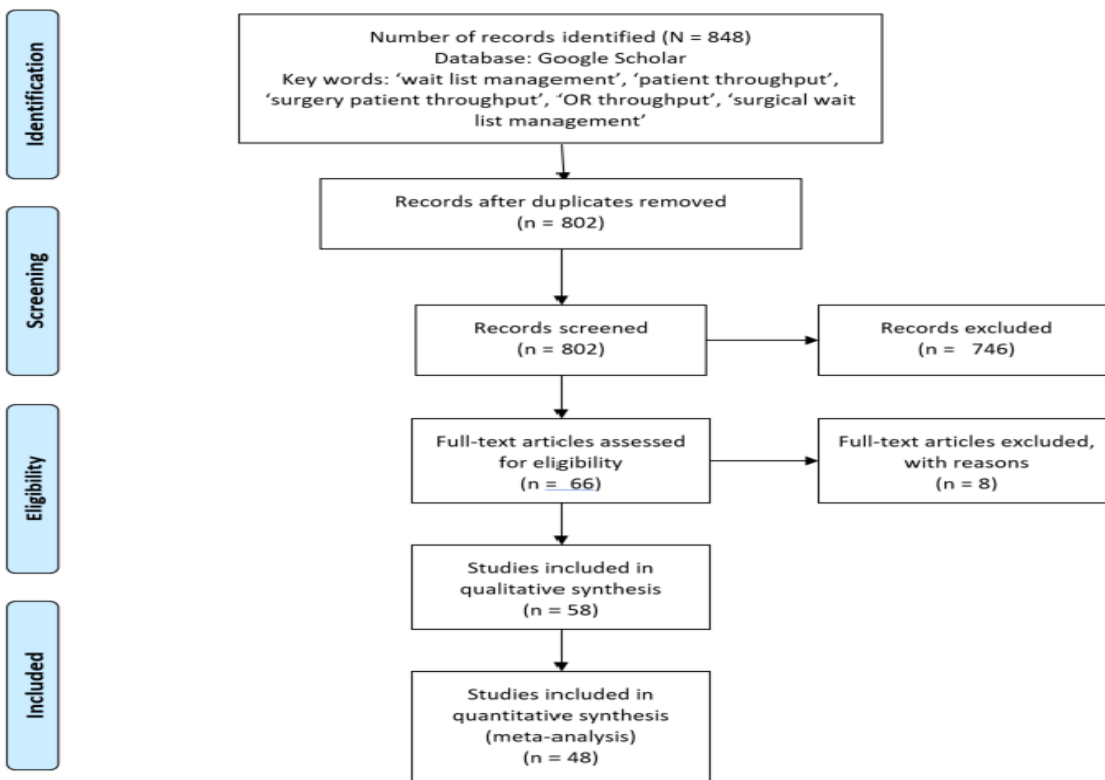 Identification
Number of records identified (N = 848)
Database: Google Scholar
Key words: ‘wait list management’, ‘patient throughput’,
‘surgery patient throughput’, ‘OR throughput’, ‘surgical wait
list management’
Records after duplicates removed
(n = 802)
Screening
Records screened
(n = 802)
Records excluded
(n = 746)
Eligibility
Full-text articles assessed
for eligibility
(n = 66)
Full-text articles excluded,
with reasons
(n = 8)
Studies included in
qualitative synthesis
(n = 58)
Included
Studies included in
quantitative synthesis
(meta-analysis)
(n = 48)